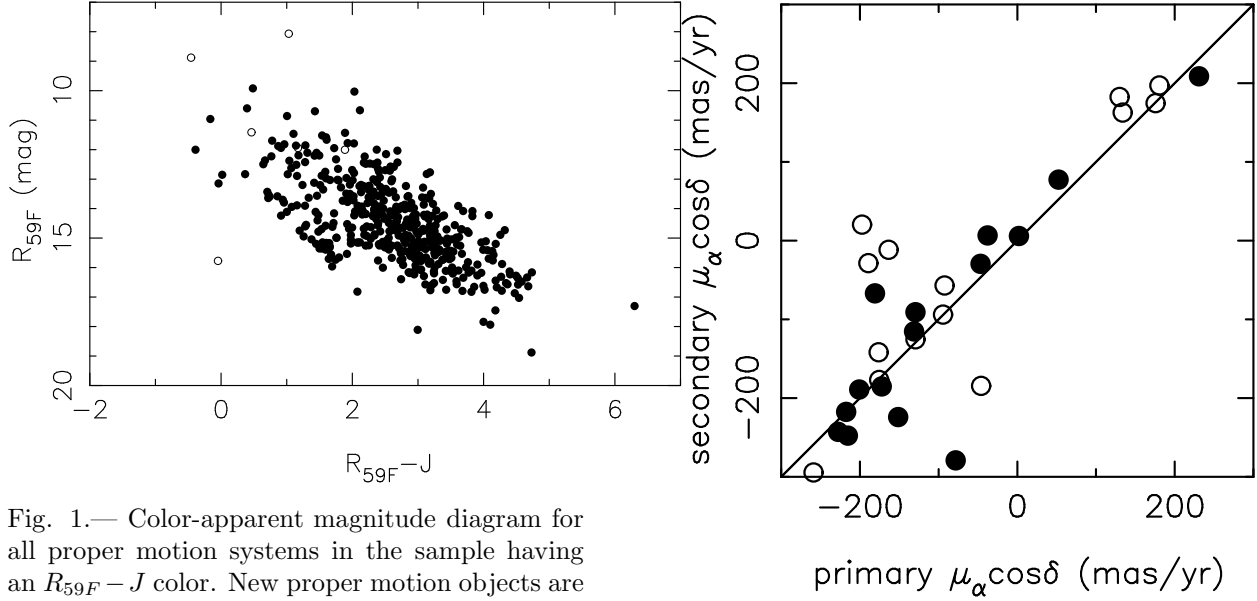 10
15
20
R59F (mag)
−2 0 2 4 6
R59F−J
Fig. 1.— Color-apparent magnitude diagram for
all proper motion systems in the sample having
an R59F − J color. New proper motion objects are
200
0
−200
secondary μα cosδ (mas/yr)
−200 0 200
primary μα cosδ (mas/yr)